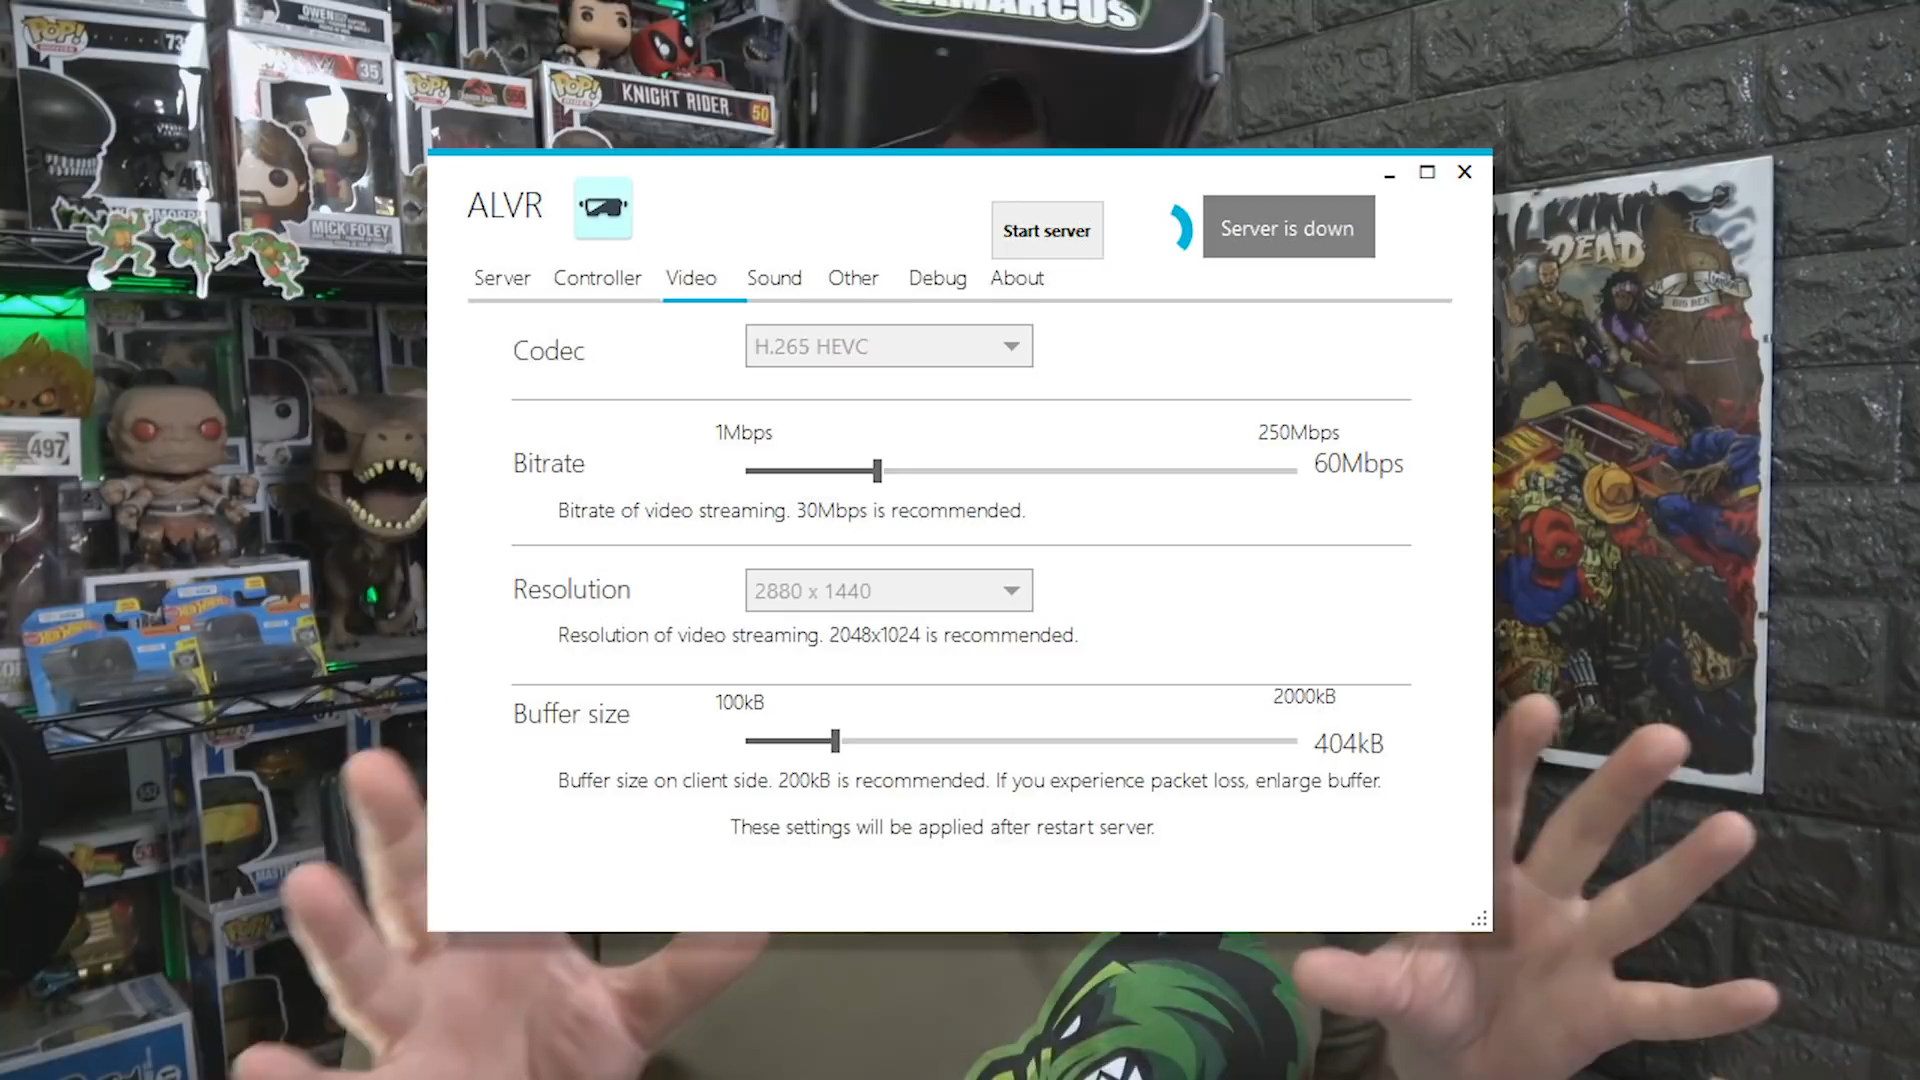 OWEN
POP!
35
POP!
POP!
KNIGHT RIDER
50
MICK FOLEY
497
ALVR
Start server
Server is down
Server
Controller
Video
Sound
Other
Debug
About
Codec
H.265 HEVC
1Mbps
250Mbps
Bitrate
60Mbps
Bitrate of video streaming. 30Mbps is recommended.
Resolution
2880 x 1440
Resolution of video streaming. 2048x1024 is recommended.
100kB
2000kB
Buffer size
404kB
Buffer size on client side. 200kB is recommended. If you experience packet loss, enlarge buffer.
These settings will be applied after restart server.
DEAD